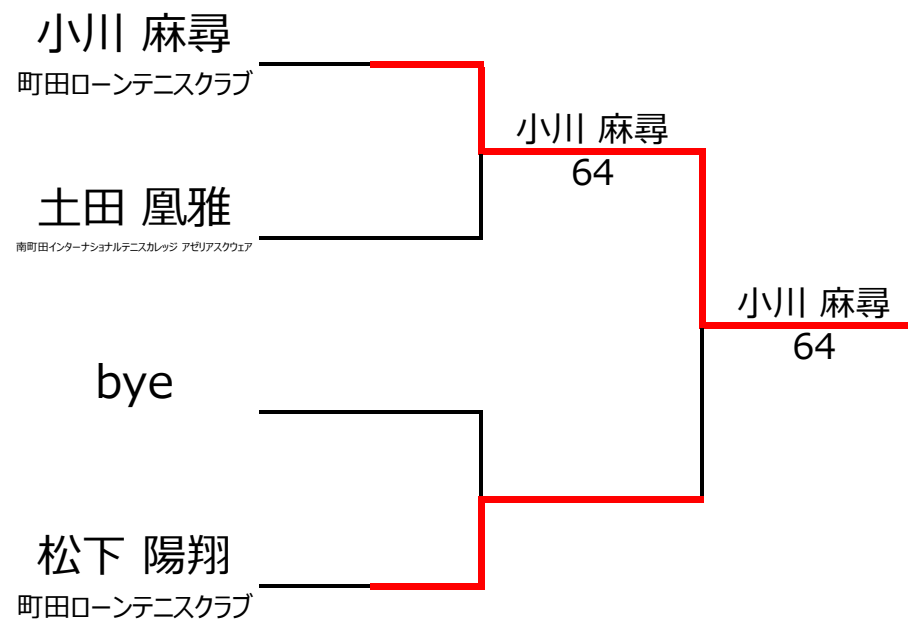 小川 麻尋
町田ローンテニスクラブ
小川 麻尋
64
土田 凰雅
南町田インターナショナルテニスカレッジ アゼリアスクウェア
小川 麻尋
64
bye
松下 陽翔
町田ローンテニスクラブ